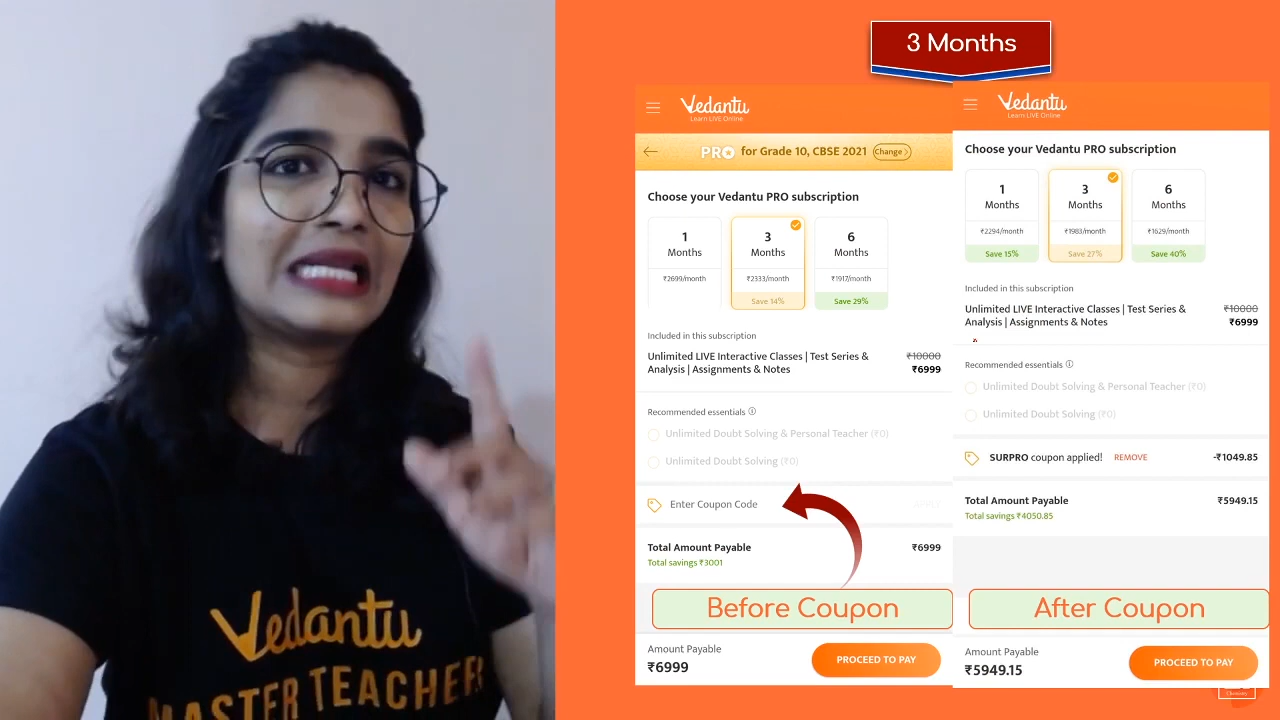 Vedantu
MASTER TEACHERS
3 Months
Vedantu
Learn LIVE Online
PRO for Grade 10, CBSE 2021 Change >
Choose your Vedantu PRO subscription
1 3 6
Months Months Months
₹2699/month ₹2333/month ₹1917/month
Save 14% Save 29%
Included in this subscription
Unlimited LIVE Interactive Classes | Test Series & ₹10000
Analysis | Assignments & Notes ₹6999
Recommended essentials
Unlimited Doubt Solving & Personal Teacher (₹0)
Unlimited Doubt Solving (₹0)
Enter Coupon Code APPLY
Total Amount Payable ₹6999
Total savings ₹3001
Before Coupon
Amount Payable
₹6999 PROCEED TO PAY
Vedantu
Learn LIVE Online
Choose your Vedantu PRO subscription
1 3 6
Months Months Months
₹2294/month ₹1983/month ₹1629/month
Save 15% Save 27% Save 40%
Included in this subscription
Unlimited LIVE Interactive Classes | Test Series & ₹10000
Analysis | Assignments & Notes ₹6999
Recommended essentials
Unlimited Doubt Solving & Personal Teacher (₹0)
Unlimited Doubt Solving (₹0)
SURPRO coupon applied! REMOVE -₹1049.85
Total Amount Payable ₹5949.15
Total savings ₹4050.85
After Coupon
Amount Payable
₹5949.15 PROCEED TO PAY
Chemistry